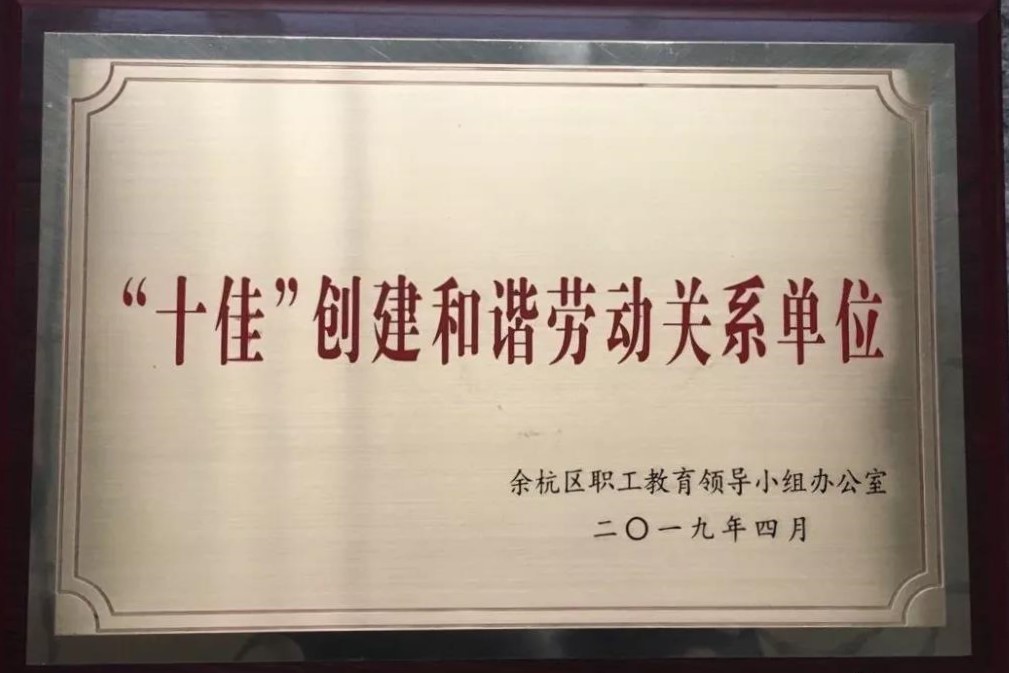 “十佳”创建和谐劳动关系单位
余杭区职工教育领导小组办公室
二〇一九年四月